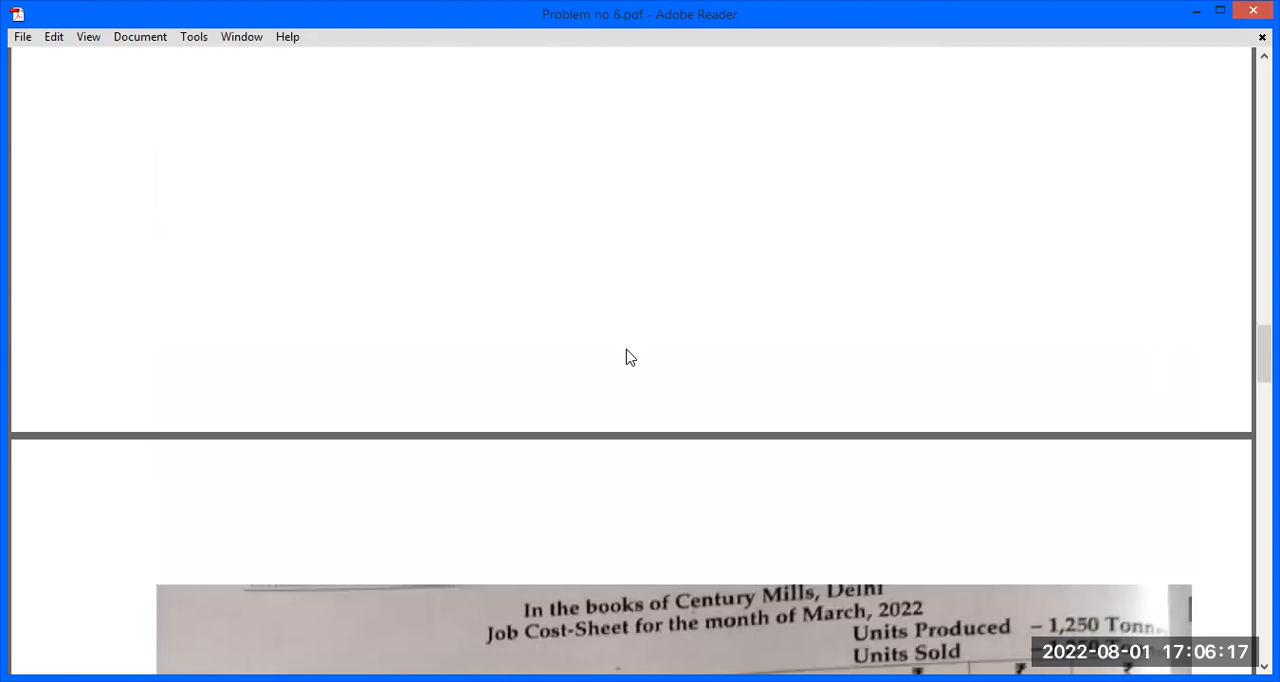 Problem no 6.pdf - Adobe Reader
File Edit View Document Tools Window Help
In the books of Century Mills, Delhi
Job Cost-Sheet for the month of March, 2022
Units Produced – 1,250
Units Sold
₹ ₹ ₹
2022-08-01 17:06:17